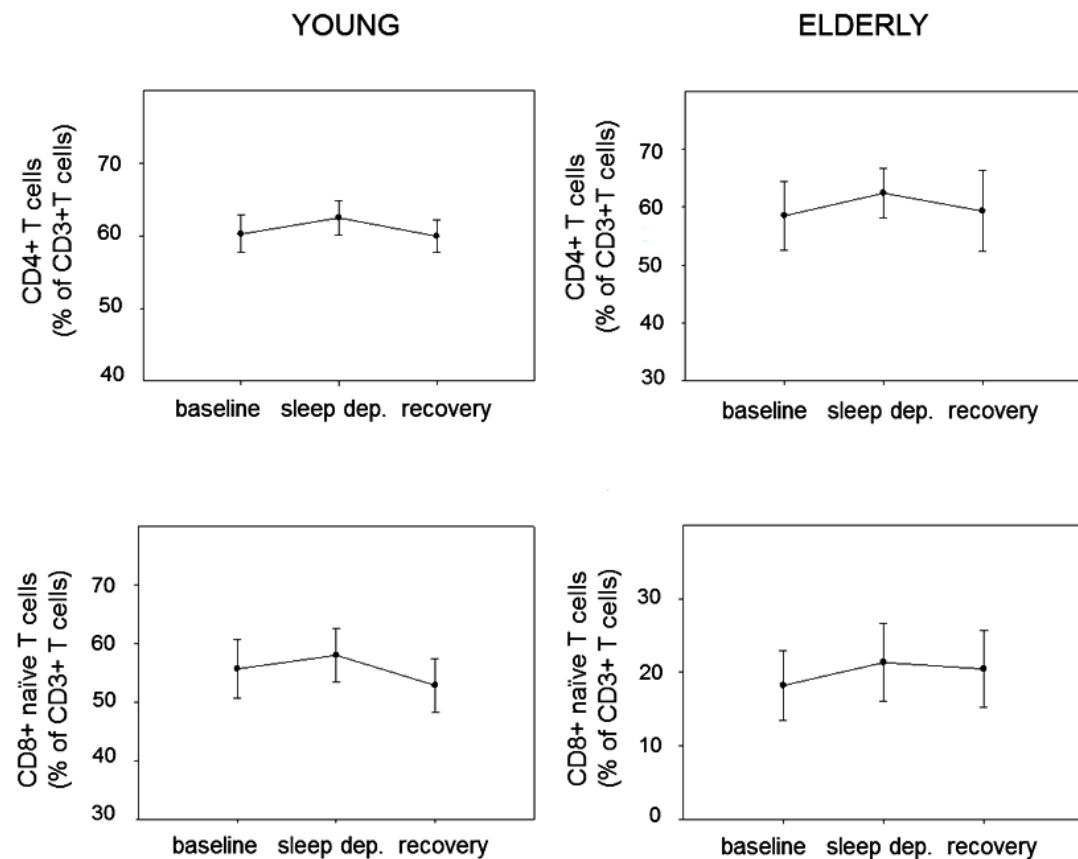 YOUNG
ELDERLY
CD4+ T cells
(% of CD3+T cells)
70
60
50
40
baseline sleep dep. recovery
CD4+ T cells
(% of CD3+T cells)
70
60
50
40
30
baseline sleep dep. recovery
CD8+ naïve T cells
(% of CD3+ T cells)
70
60
50
40
30
baseline sleep dep. recovery
CD8+ naïve T cells
(% of CD3+ T cells)
30
20
10
0
baseline sleep dep. recovery